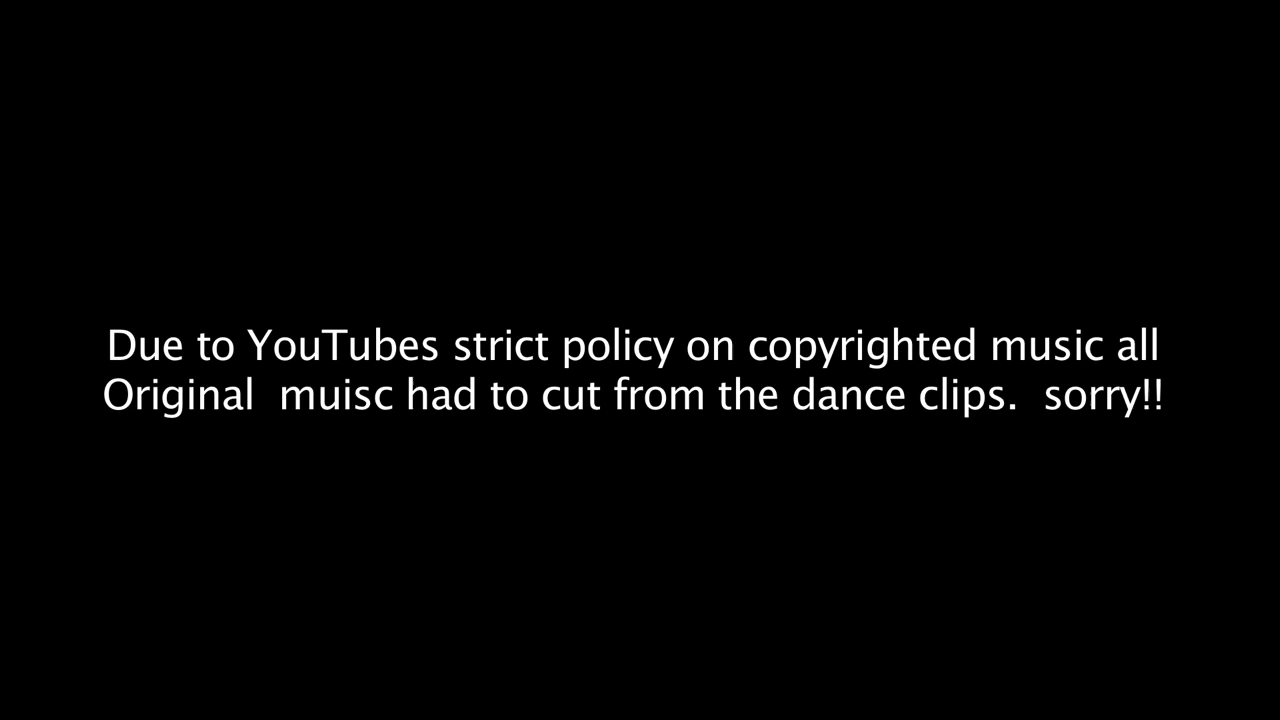 Due to YouTubes strict policy on copyrighted music all
Original  muisc had to cut from the dance clips.  sorry!!